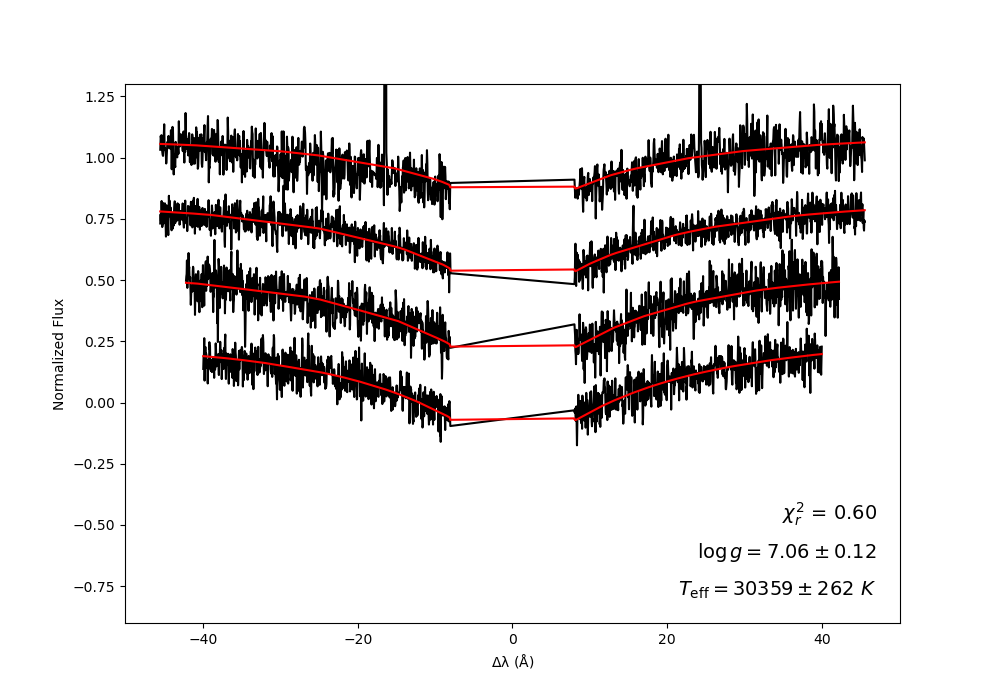 1.25
1.00
0.75
0.50
0.25
0.00
−0.25
−0.50
−0.75
Normalized Flux
χ²ᵣ = 0.60
log g = 7.06 ± 0.12
T_eff = 30359 ± 262 K
−40 −20 0 20 40
Δλ (Å)